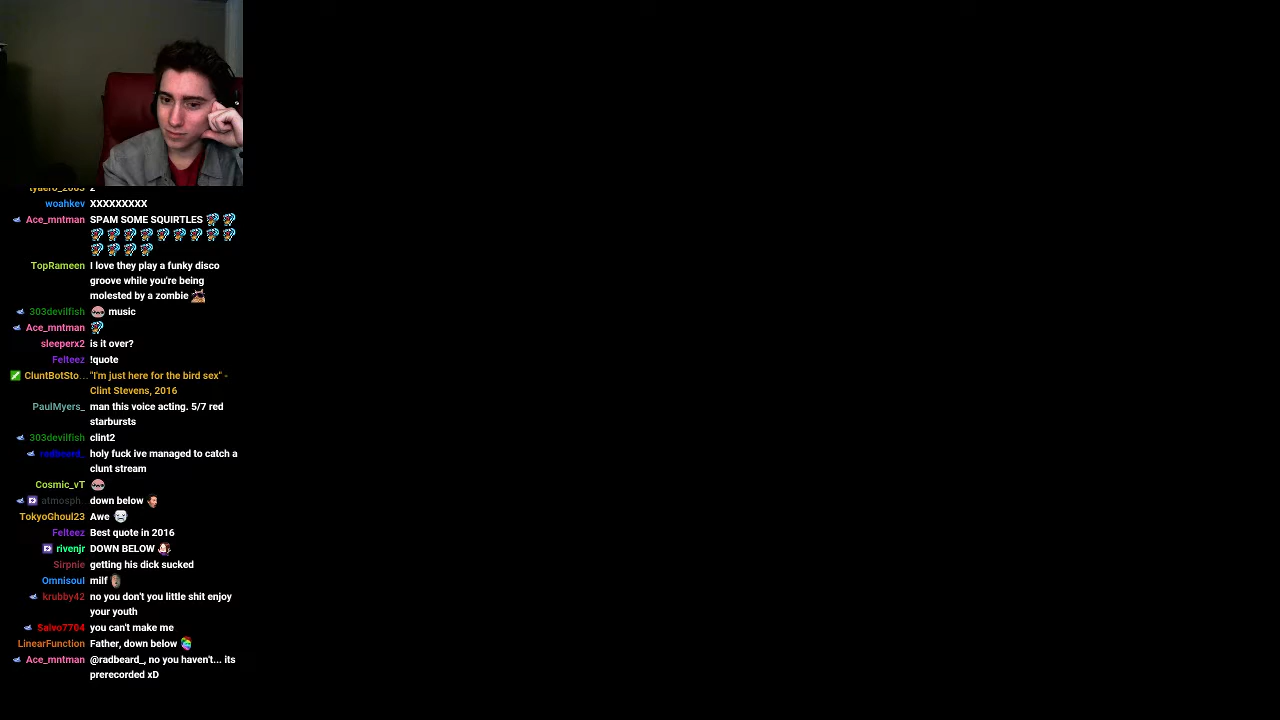 woahkev XXXXXXXXX
Ace_mntman SPAM SOME SQUIRTLES
TopRameen I love they play a funky disco
groove while you're being
molested by a zombie
303devilfish music
Ace_mntman
sleeperx2 is it over?
Felteez !quote
CluntBotSto... "I'm just here for the bird sex" -
Clint Stevens, 2016
PaulMyers_ man this voice acting. 5/7 red
starbursts
303devilfish clint2
radbeard_ holy fuck ive managed to catch a
clunt stream
Cosmic_vT
atmosph_ down below
TokyoGhoul23 Awe
Felteez Best quote in 2016
rivenjr DOWN BELOW
Sirpnie getting his dick sucked
Omnisoul milf
krubby42 no you don't you little shit enjoy
your youth
Salvo7704 you can't make me
LinearFunction Father, down below
Ace_mntman @radbeard_, no you haven't... its
prerecorded xD